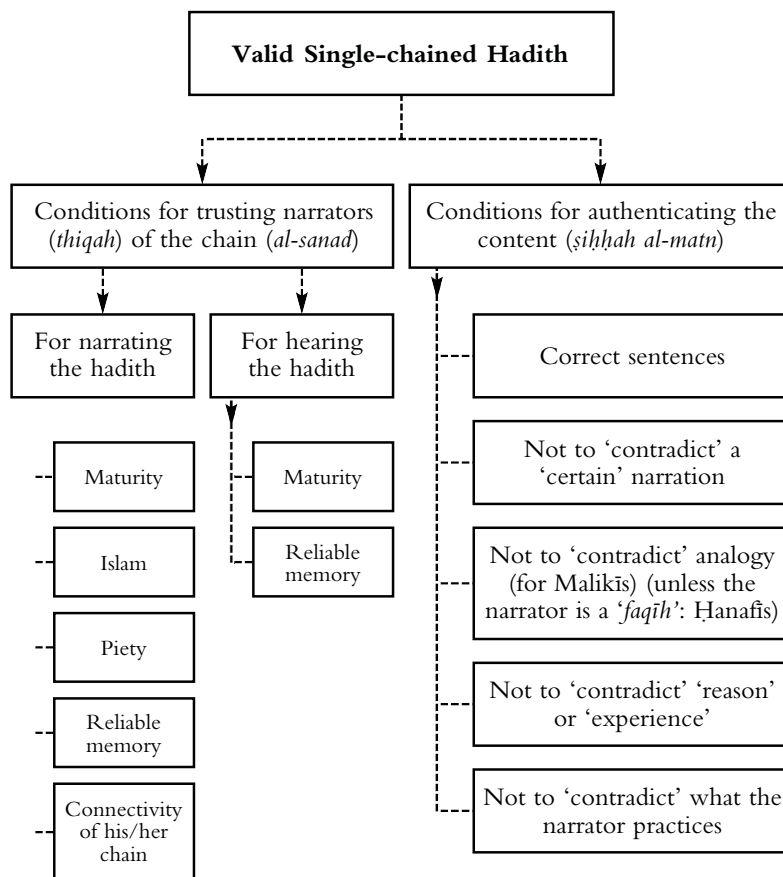 Valid Single-chained Hadith
Conditions for trusting narrators
(thiqah) of the chain (al-sanad)
Conditions for authenticating the
content (ṣiḥḥah al-matn)
For narrating
the hadith
For hearing
the hadith
Maturity
Islam
Piety
Reliable
memory
Connectivity
of his/her
chain
Maturity
Reliable
memory
Correct sentences
Not to ‘contradict’ a
‘certain’ narration
Not to ‘contradict’ analogy
(for Malikīs) (unless the
narrator is a ‘faqīh’: Ḥanafīs)
Not to ‘contradict’ ‘reason’
or ‘experience’
Not to ‘contradict’ what the
narrator practices